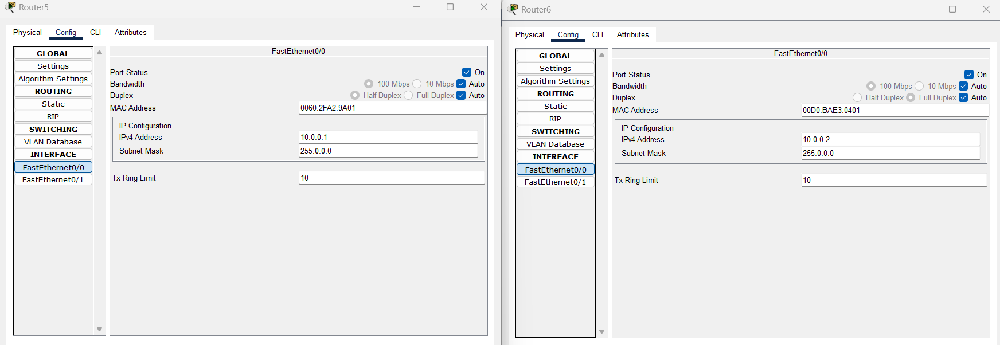 Router5
Physical Config CLI Attributes
GLOBAL
Settings
Algorithm Settings
ROUTING
Static
RIP
SWITCHING
VLAN Database
INTERFACE
FastEthernet0/0
FastEthernet0/1
FastEthernet0/0
Port Status On
Bandwidth 100 Mbps 10 Mbps Auto
Duplex Half Duplex Full Duplex Auto
MAC Address 0060.2FA2.9A01
IP Configuration
IPv4 Address 10.0.0.1
Subnet Mask 255.0.0.0
Tx Ring Limit 10
Router6
Physical Config CLI Attributes
GLOBAL
Settings
Algorithm Settings
ROUTING
Static
RIP
SWITCHING
VLAN Database
INTERFACE
FastEthernet0/0
FastEthernet0/1
FastEthernet0/0
Port Status On
Bandwidth 100 Mbps 10 Mbps Auto
Duplex Half Duplex Full Duplex Auto
MAC Address 00D0.BAE3.0401
IP Configuration
IPv4 Address 10.0.0.2
Subnet Mask 255.0.0.0
Tx Ring Limit 10